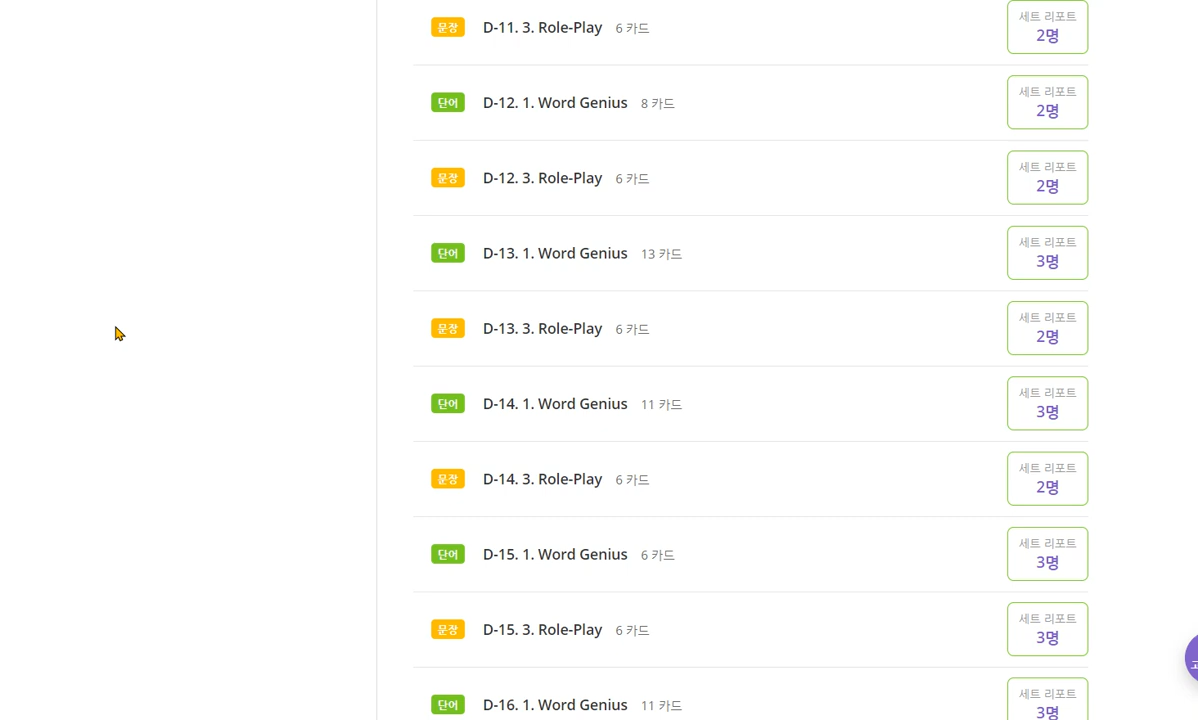 문장 D-11. 3. Role-Play 6 카드 세트 리포트
2명
단어 D-12. 1. Word Genius 8 카드 세트 리포트
2명
문장 D-12. 3. Role-Play 6 카드 세트 리포트
2명
단어 D-13. 1. Word Genius 13 카드 세트 리포트
3명
문장 D-13. 3. Role-Play 6 카드 세트 리포트
2명
단어 D-14. 1. Word Genius 11 카드 세트 리포트
3명
문장 D-14. 3. Role-Play 6 카드 세트 리포트
2명
단어 D-15. 1. Word Genius 6 카드 세트 리포트
3명
문장 D-15. 3. Role-Play 6 카드 세트 리포트
3명
단어 D-16. 1. Word Genius 11 카드 세트 리포트
3명